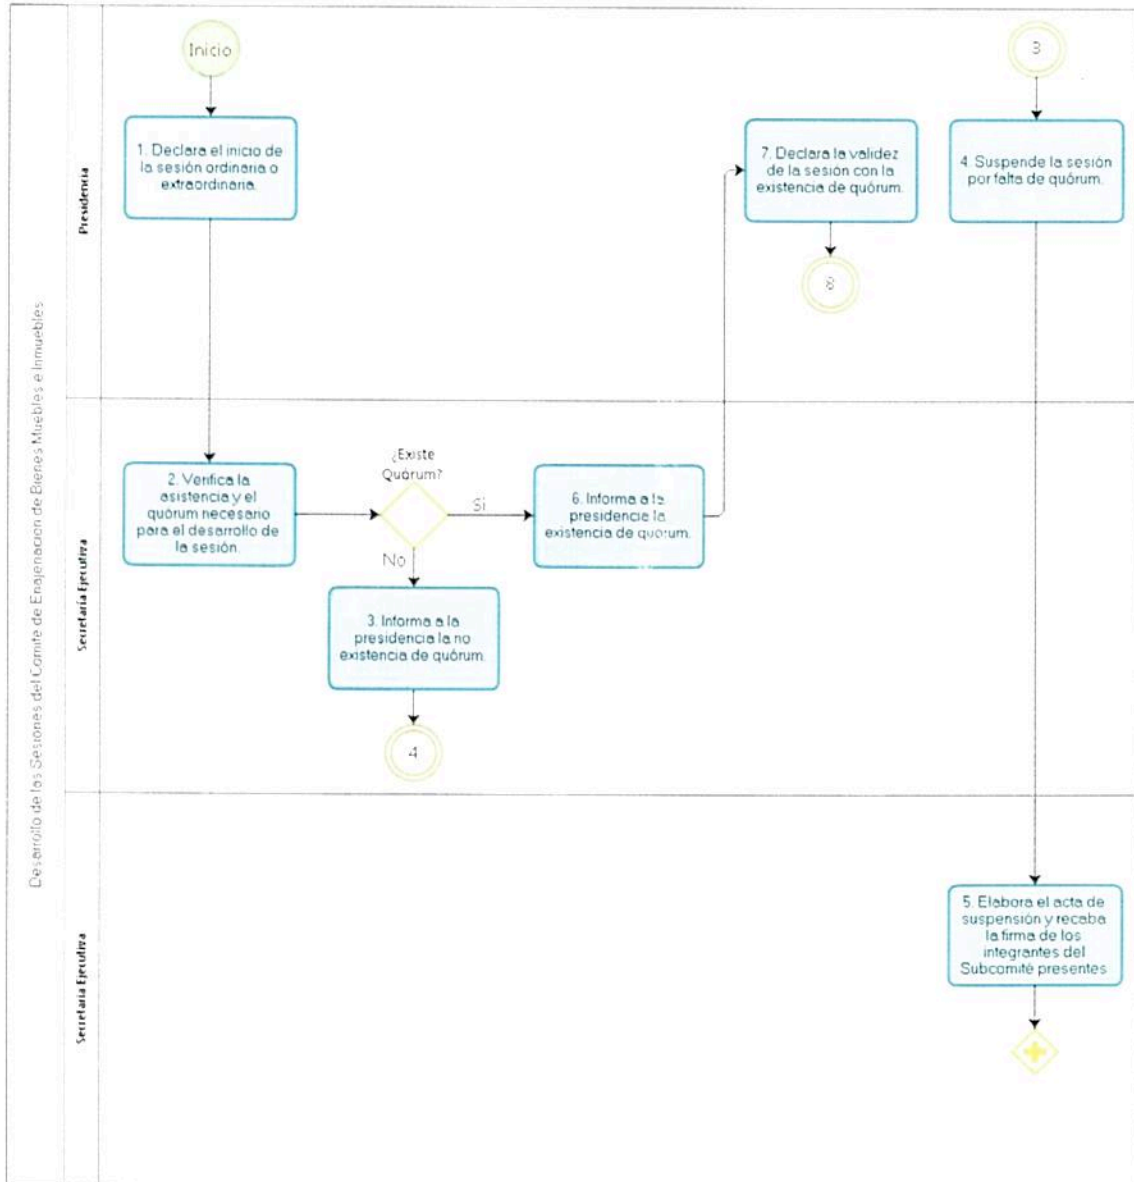 Desarrollo de las Sesiones del Comite de Enajenacion de Bienes Muebles e Inmuebles
Presidencia
Inicio
1. Declara el inicio de
la sesión ordinaria o
extraordinaria.
7. Declara la validez
de la sesión con la
existencia de quórum.
8
3
4. Suspende la sesión
por falta de quórum.
Secretaría Ejecutiva
2. Verifica la
asistencia y el
quórum necesario
para el desarrollo de
la sesión.
¿Existe
Quórum?
Si
No
6. Informa a la
presidencia la
existencia de quorum.
3. Informa a la
presidencia la no
existencia de quórum.
4
Secretaría Ejecutiva
5. Elabora el acta de
suspensión y recaba
la firma de los
integrantes del
Subcomité presentes